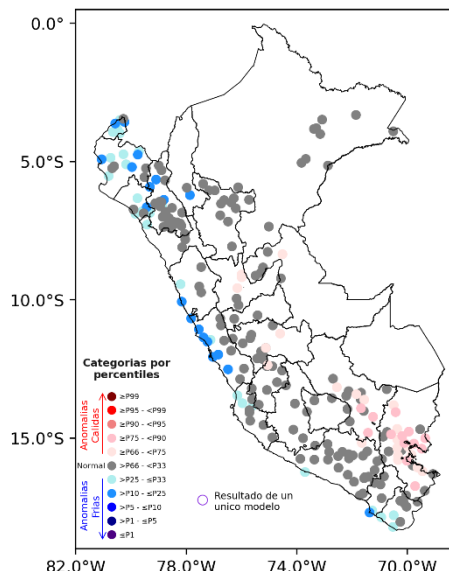 0.0°
5.0°S
10.0°S
15.0°S
82.0°W
78.0°W
74.0°W
70.0°W
Categorias por
percentiles
Anomalias
Calidas
≥P99
≥P95 - <P99
≥P90 - <P95
≥P75 - <P90
≥P66 - <P75
Normal
>P66 - <P33
Anomalias
Frias
>P25 - ≤P33
>P10 - ≤P25
>P5 - ≤P10
>P1 - ≤P5
≤P1
Resultado de un
unico modelo